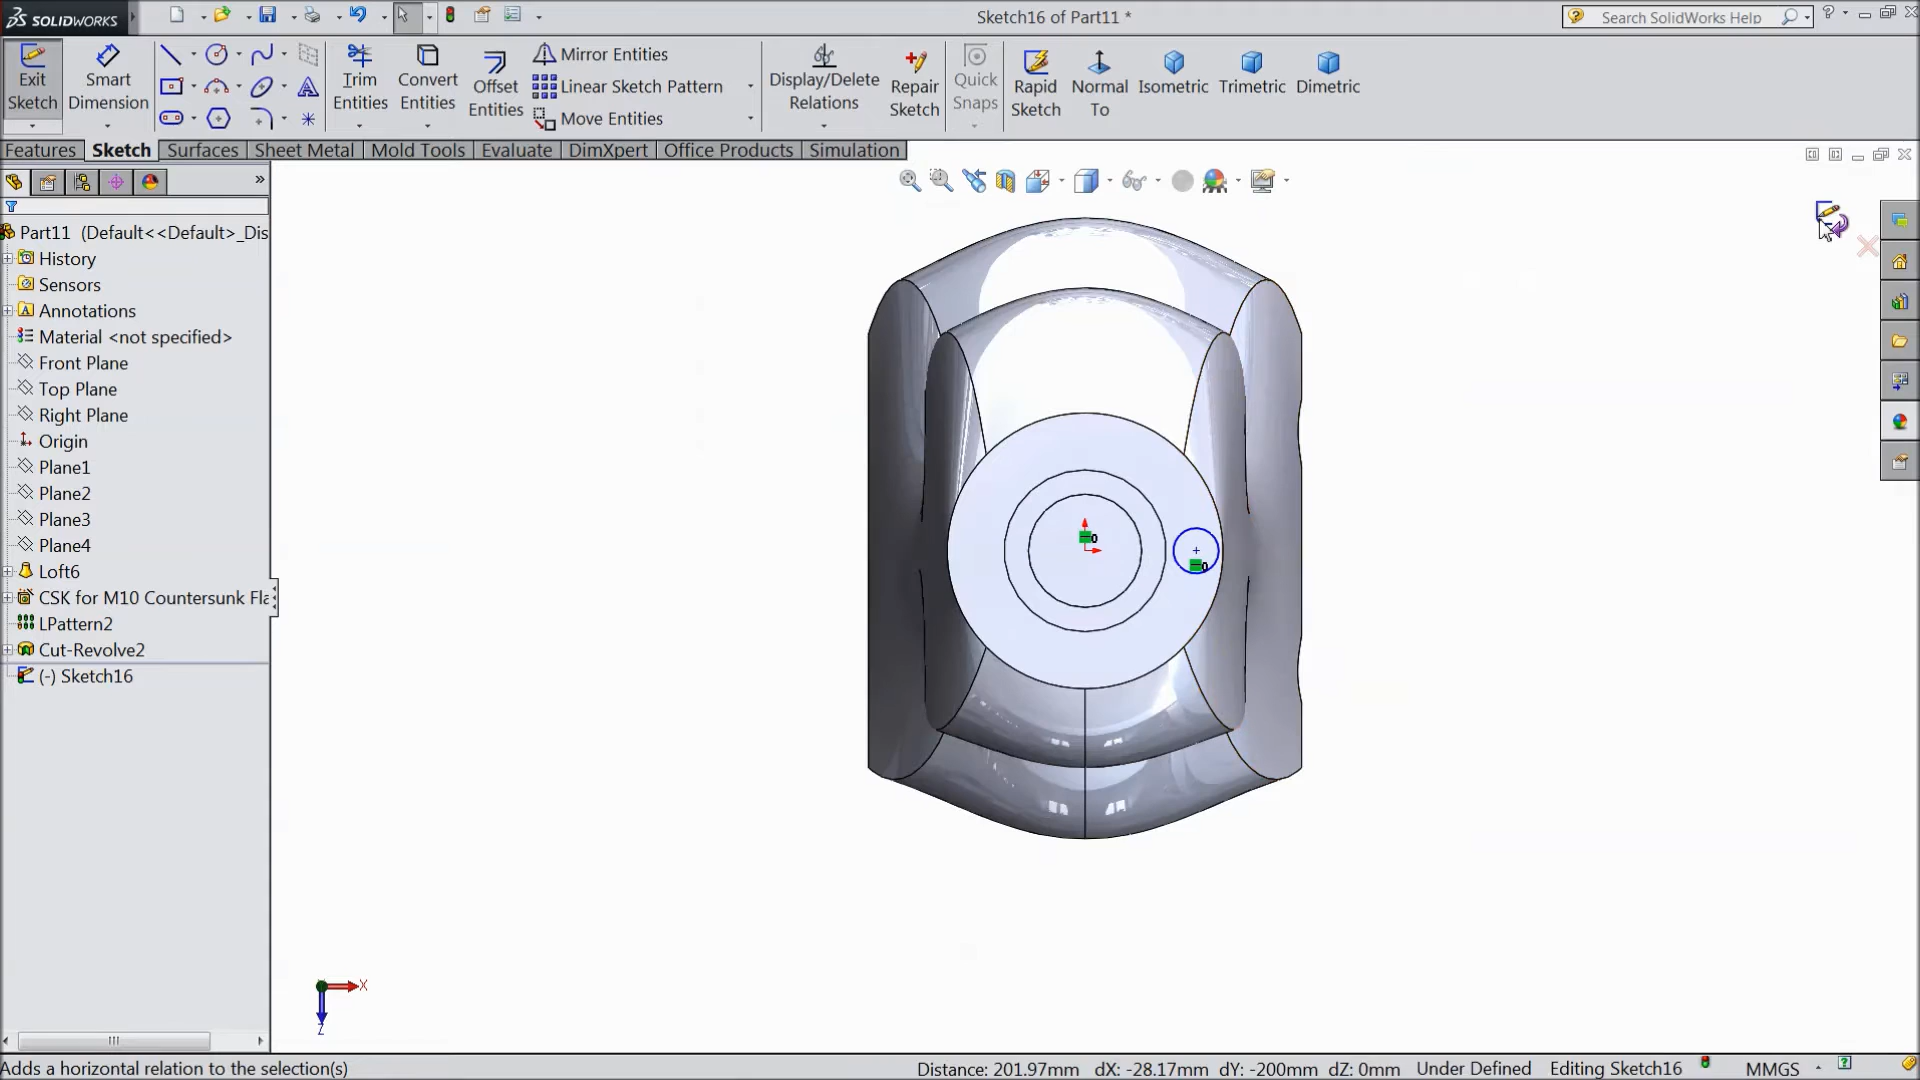 SOLIDWORKS
Sketch16 of Part11 *
Search SolidWorks Help
Exit Sketch
Smart Dimension
Trim Entities
Convert Entities
Offset Entities
Mirror Entities
Linear Sketch Pattern
Move Entities
Display/Delete Relations
Repair Sketch
Quick Snaps
Rapid Sketch
Normal To
Isometric
Trimetric
Dimetric
Features
Sketch
Surfaces
Sheet Metal
Mold Tools
Evaluate
DimXpert
Office Products
Simulation
Part11 (Default<<Default>_Dis
History
Sensors
Annotations
Material <not specified>
Front Plane
Top Plane
Right Plane
Origin
Plane1
Plane2
Plane3
Plane4
Loft6
CSK for M10 Countersunk Fla
LPattern2
Cut-Revolve2
(-) Sketch16
0
0
X
Z
Adds a horizontal relation to the selection(s)
Distance: 201.97mm dX: -28.17mm dY: -200mm dZ: 0mm Under Defined Editing Sketch16 MMGS